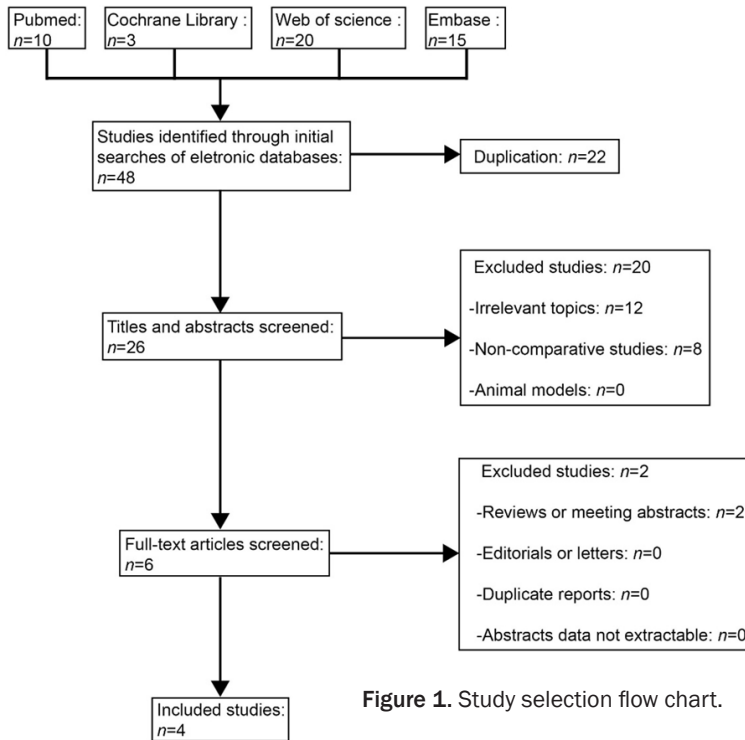 Pubmed:
n=10
Cochrane Library :
n=3
Web of science :
n=20
Embase :
n=15
Studies identified through initial
searches of eletronic databases:
n=48
Duplication: n=22
Titles and abstracts screened:
n=26
Excluded studies: n=20
-Irrelevant topics: n=12
-Non-comparative studies: n=8
-Animal models: n=0
Full-text articles screened:
n=6
Excluded studies: n=2
-Reviews or meeting abstracts: n=2
-Editorials or letters: n=0
-Duplicate reports: n=0
-Abstracts data not extractable: n=0
Included studies:
n=4
Figure 1. Study selection flow chart.